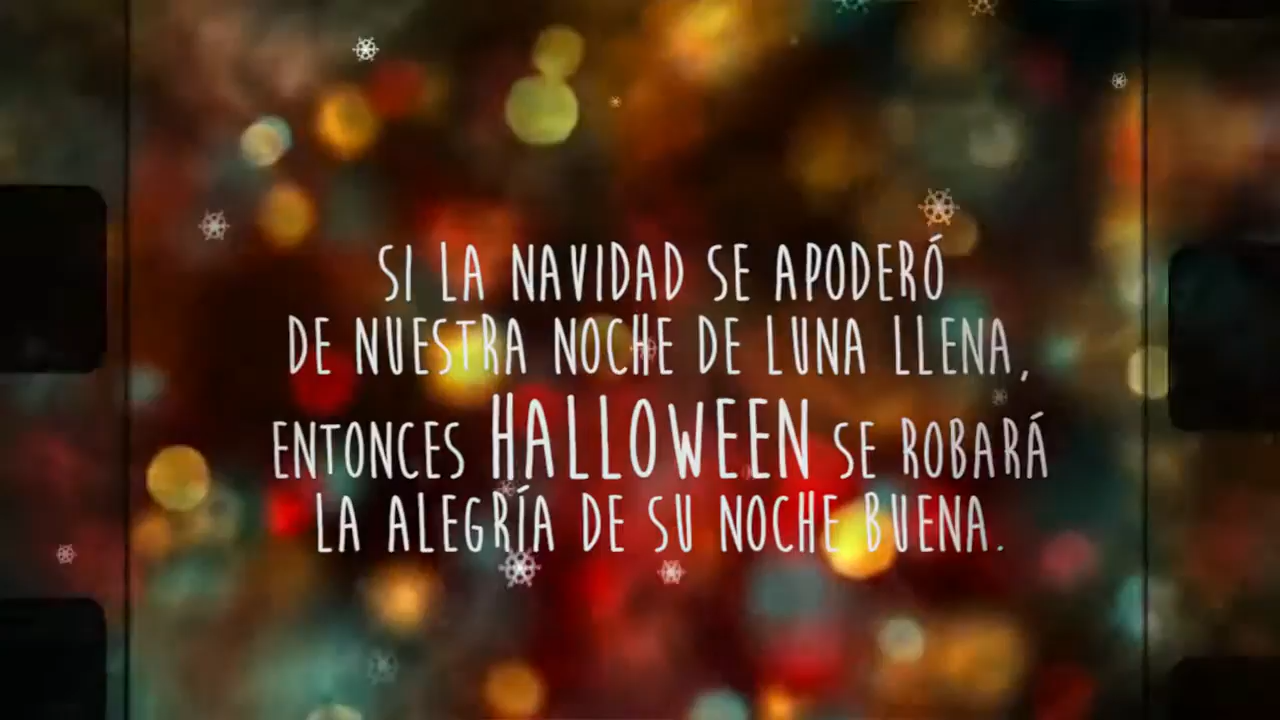 SI LA NAVIDAD SE APODERÓ
DE NUESTRA NOCHE DE LUNA LLENA,
ENTONCES HALLOWEEN SE ROBARÁ
LA ALEGRÍA DE SU NOCHE BUENA.